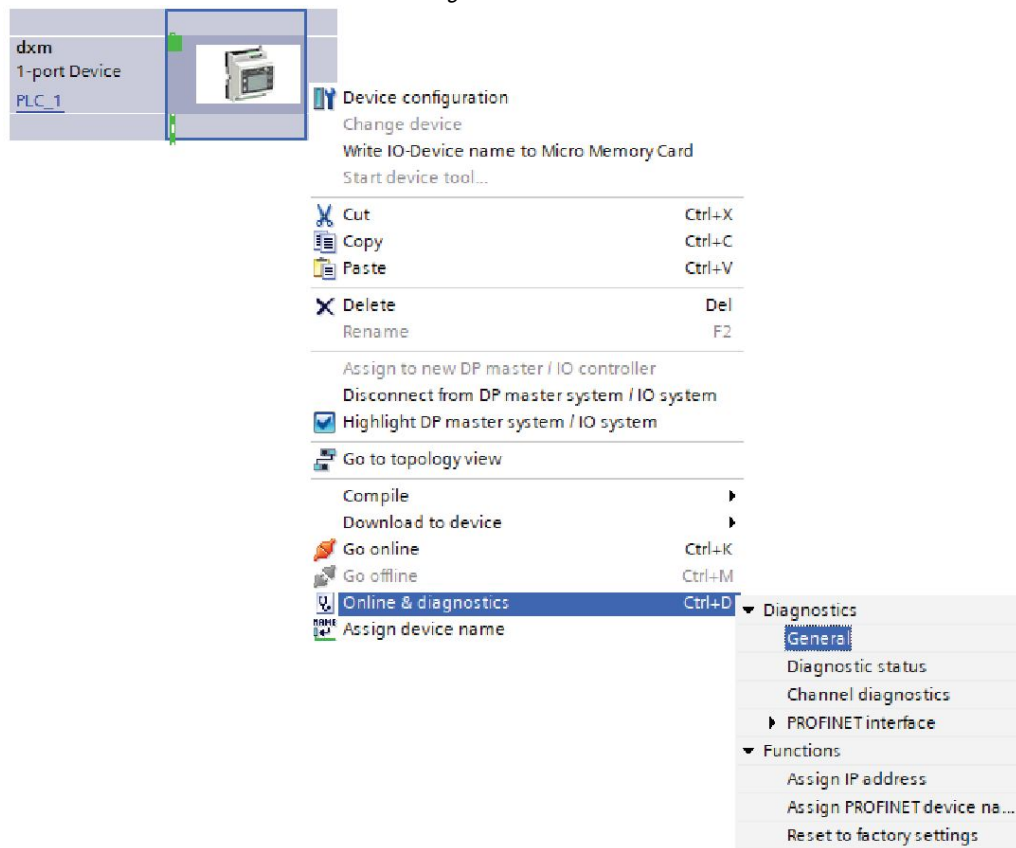 dxm
1-port Device
PLC_1
Device configuration
Change device
Write IO-Device name to Micro Memory Card
Start device tool...
Cut Ctrl+X
Copy Ctrl+C
Paste Ctrl+V
Delete Del
Rename F2
Assign to new DP master / IO controller
Disconnect from DP master system / IO system
Highlight DP master system / IO system
Go to topology view
Compile
Download to device
Go online Ctrl+K
Go offline Ctrl+M
Online & diagnostics Ctrl+D
NAME Assign device name
Diagnostics
General
Diagnostic status
Channel diagnostics
PROFINET interface
Functions
Assign IP address
Assign PROFINET device na...
Reset to factory settings